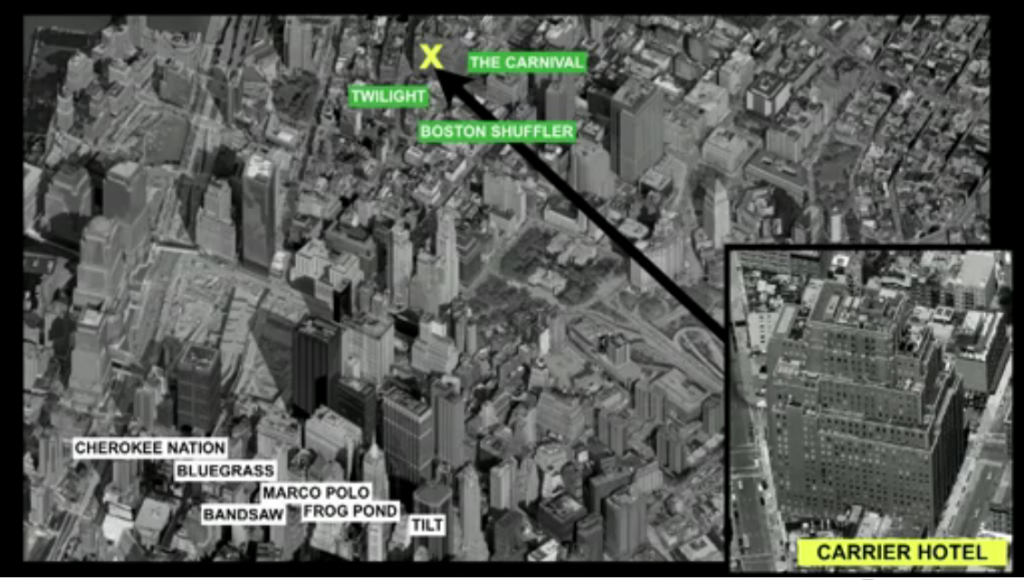 X
THE CARNIVAL
TWILIGHT
BOSTON SHUFFLER
CHEROKEE NATION
BLUEGRASS
MARCO POLO
BANDSAW
FROG POND
TILT
CARRIER HOTEL